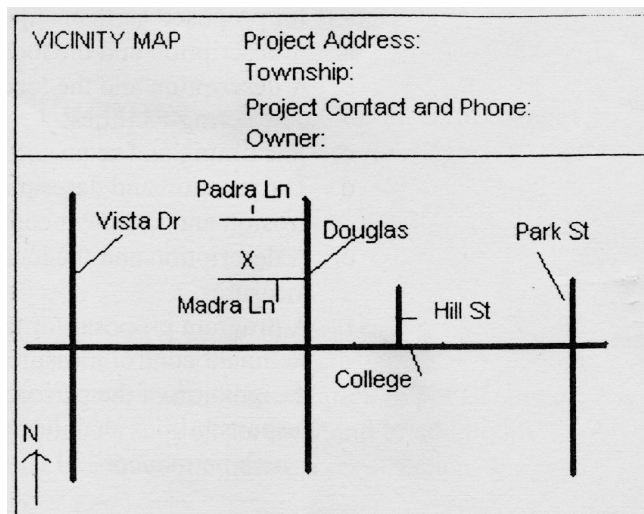 VICINITY MAP
Project Address:
Township:
Project Contact and Phone:
Owner:
Padra Ln
Vista Dr
Douglas
Park St
X
Madra Ln
Hill St
College
N